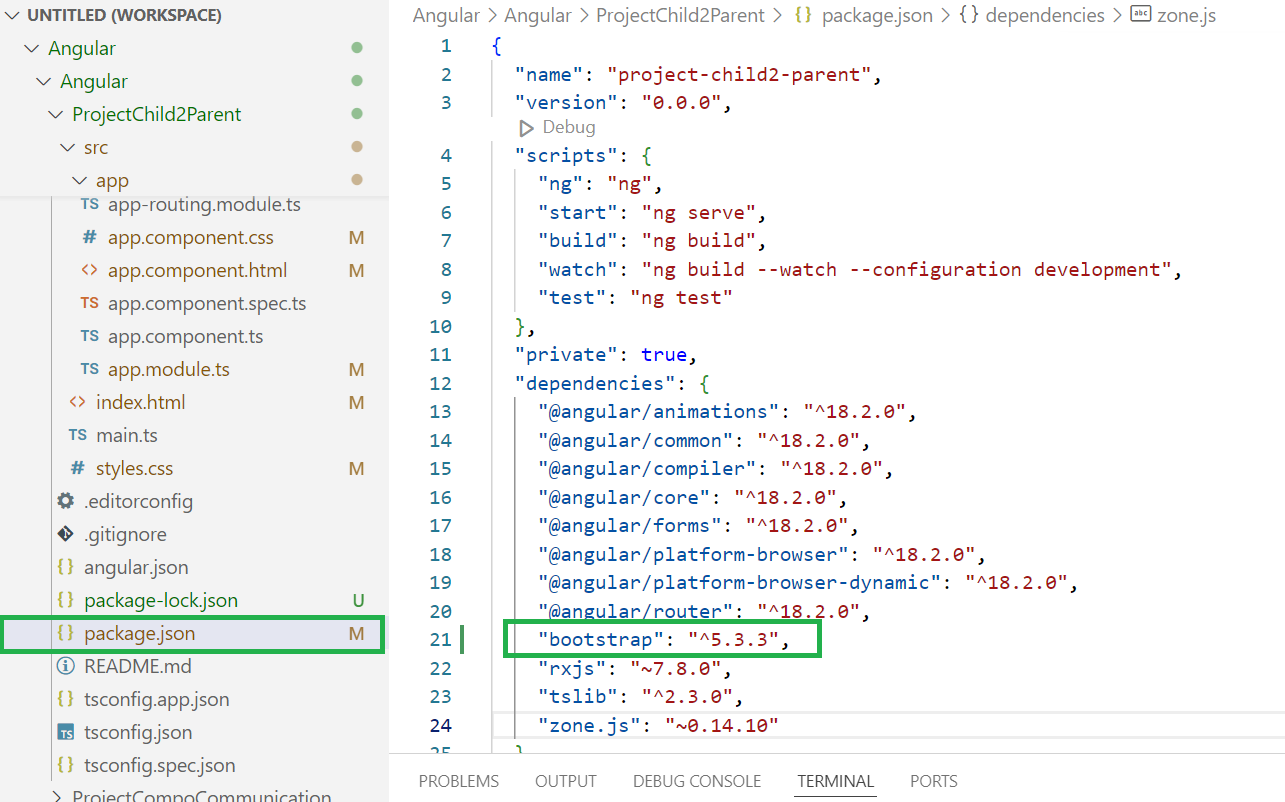 UNTITLED (WORKSPACE)
Angular
Angular
ProjectChild2Parent
src
app
TS app-routing.module.ts
# app.component.css M
<> app.component.html M
TS app.component.spec.ts
TS app.component.ts
TS app.module.ts M
<> index.html M
TS main.ts
# styles.css M
.editorconfig
.gitignore
{} angular.json
{} package-lock.json U
{} package.json M
README.md
{} tsconfig.app.json
TS tsconfig.json
{} tsconfig.spec.json
ProjectCompoCommunication
Angular > Angular > ProjectChild2Parent > {} package.json > {} dependencies > abc zone.js
1 {
2 "name": "project-child2-parent",
3 "version": "0.0.0",
Debug
4 "scripts": {
5 "ng": "ng",
6 "start": "ng serve",
7 "build": "ng build",
8 "watch": "ng build --watch --configuration development",
9 "test": "ng test"
10 },
11 "private": true,
12 "dependencies": {
13 "@angular/animations": "^18.2.0",
14 "@angular/common": "^18.2.0",
15 "@angular/compiler": "^18.2.0",
16 "@angular/core": "^18.2.0",
17 "@angular/forms": "^18.2.0",
18 "@angular/platform-browser": "^18.2.0",
19 "@angular/platform-browser-dynamic": "^18.2.0",
20 "@angular/router": "^18.2.0",
21 "bootstrap": "^5.3.3",
22 "rxjs": "~7.8.0",
23 "tslib": "^2.3.0",
24 "zone.js": "~0.14.10"
25 }
PROBLEMS OUTPUT DEBUG CONSOLE TERMINAL PORTS